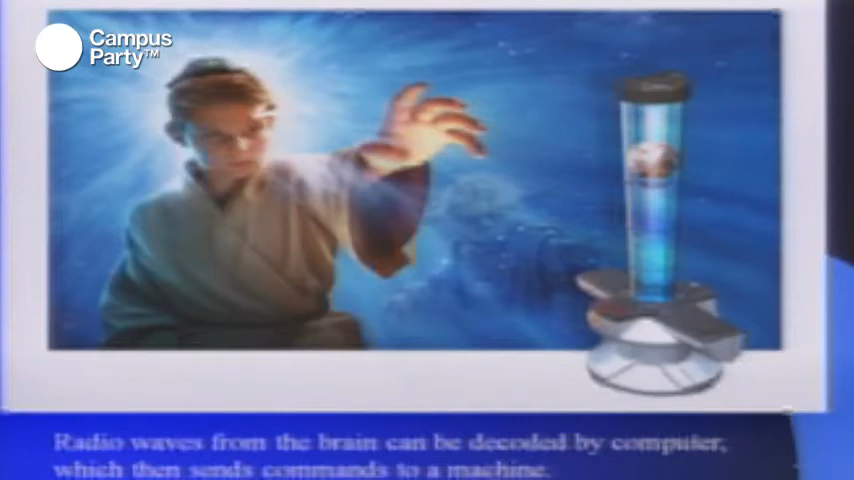 Campus
Party™
Radio waves from the brain can be decoded by computer,
which then sends commands to a machine.